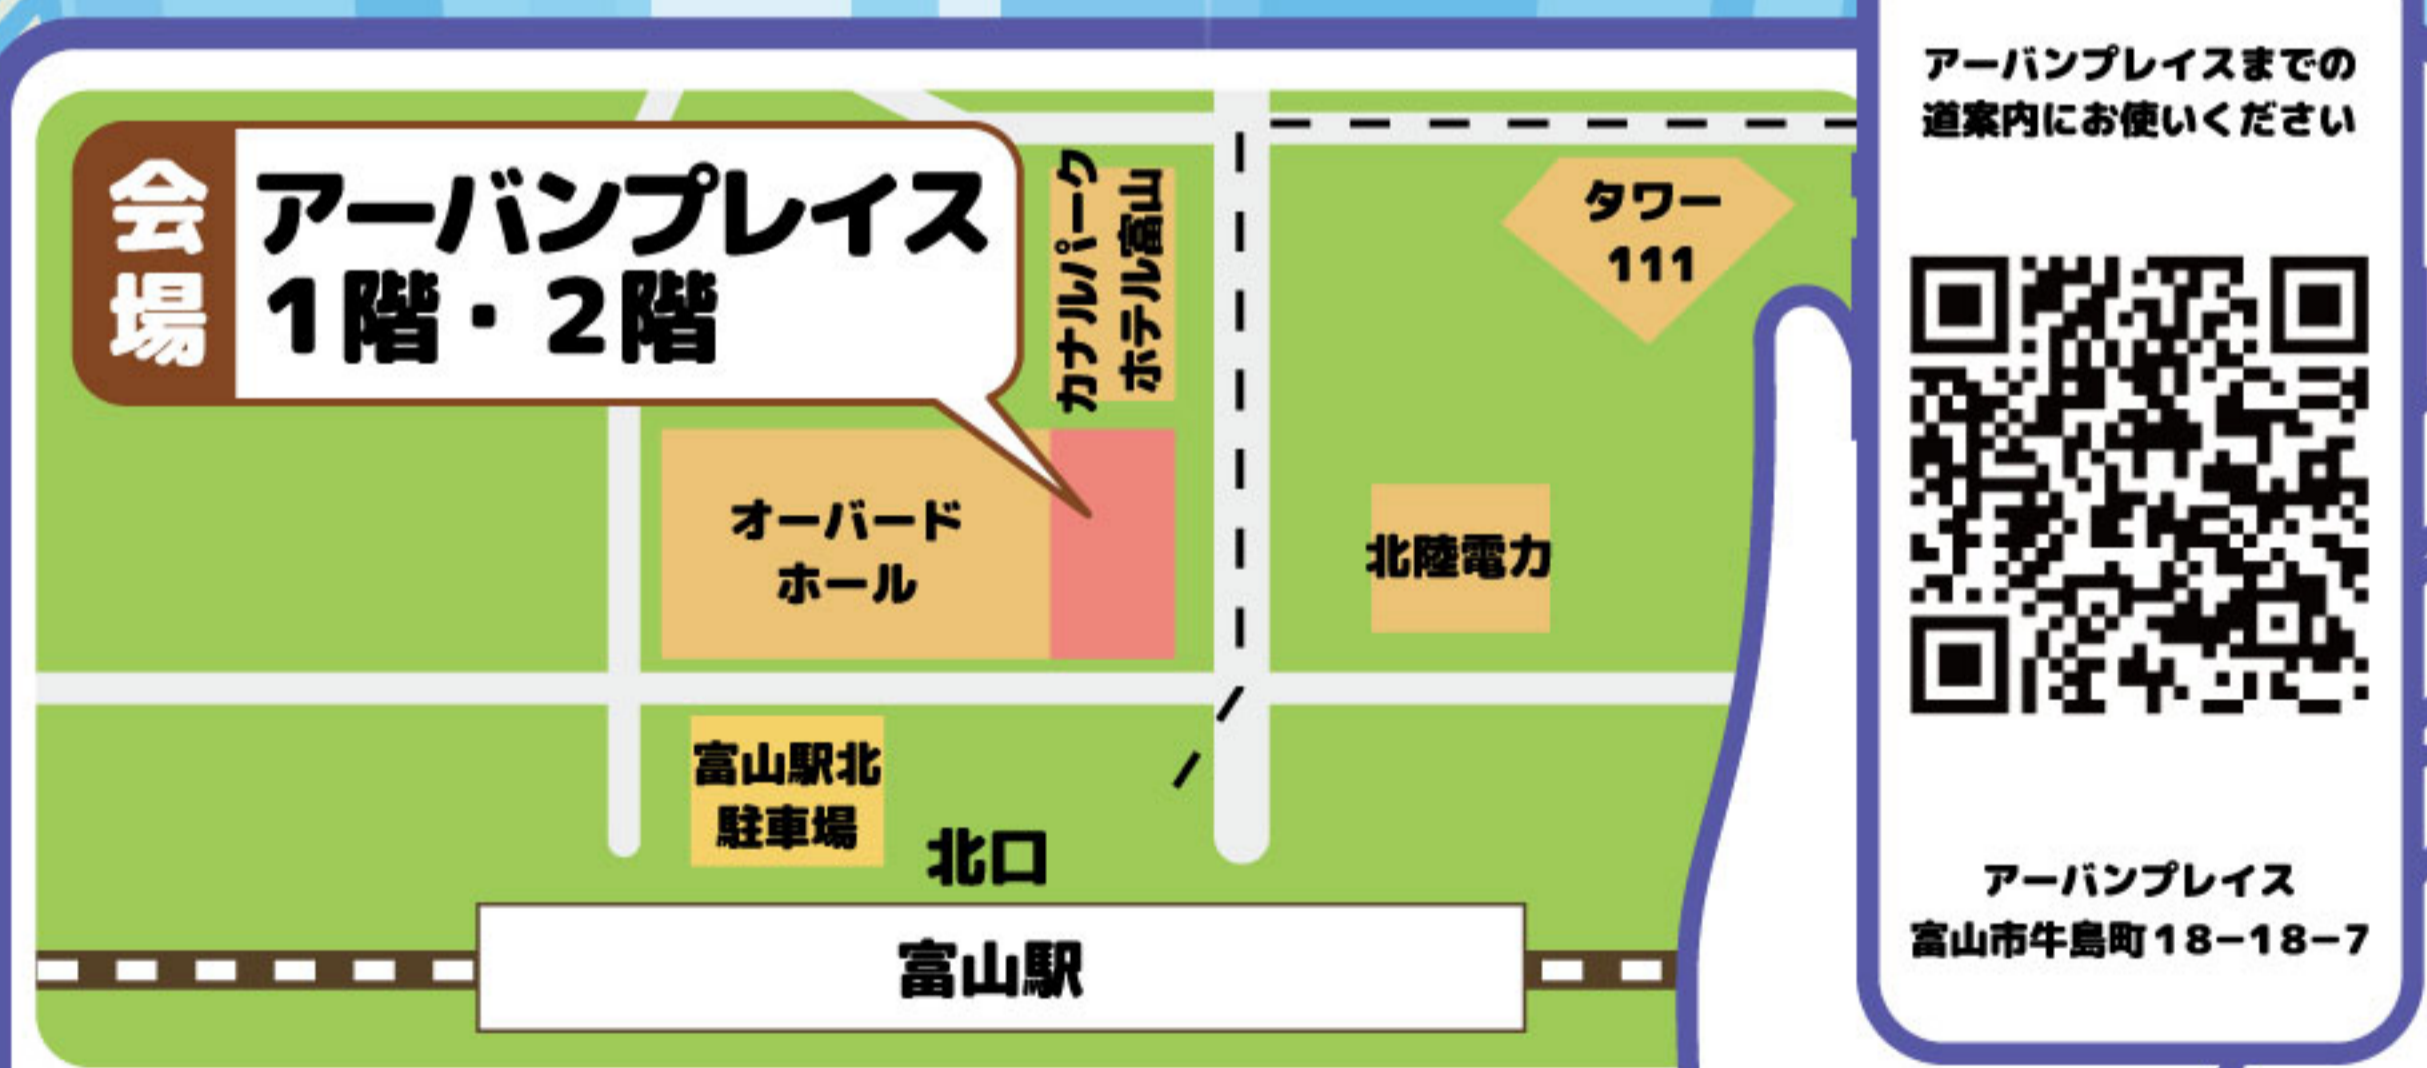 会場
アーバンプレイス
1階・2階
カナルパーク
ホテル富山
タワー
111
オーバード
ホール
北陸電力
富山駅北
駐車場
北口
富山駅
アーバンプレイスまでの
道案内にお使いください
アーバンプレイス
富山市牛島町18-18-7